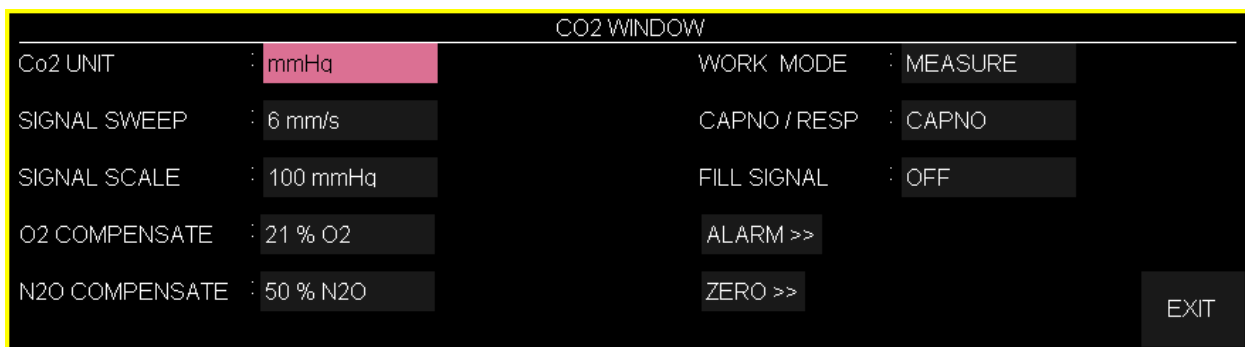 CO2 WINDOW
Co2 UNIT : mmHg WORK MODE : MEASURE
SIGNAL SWEEP : 6 mm/s CAPNO / RESP : CAPNO
SIGNAL SCALE : 100 mmHg FILL SIGNAL : OFF
O2 COMPENSATE : 21 % O2 ALARM >>
N2O COMPENSATE : 50 % N2O ZERO >>
EXIT